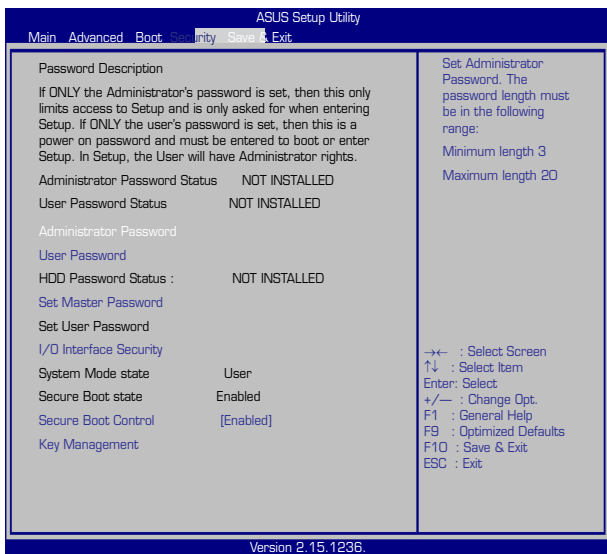 ASUS Setup Utility
Main Advanced Boot Security Save & Exit
Password Description
If ONLY the Administrator's password is set, then this only
limits access to Setup and is only asked for when entering
Setup. If ONLY the user's password is set, then this is a
power on password and must be entered to boot or enter
Setup. In Setup, the User will have Administrator rights.
Administrator Password Status NOT INSTALLED
User Password Status NOT INSTALLED
Administrator Password
User Password
HDD Password Status : NOT INSTALLED
Set Master Password
Set User Password
I/O Interface Security
System Mode state User
Secure Boot state Enabled
Secure Boot Control [Enabled]
Key Management
Set Administrator
Password. The
password length must
be in the following
range:
Minimum length 3
Maximum length 20
→← : Select Screen
↑↓ : Select Item
Enter: Select
+/— : Change Opt.
F1 : General Help
F9 : Optimized Defaults
F10 : Save & Exit
ESC : Exit
Version 2.15.1236.